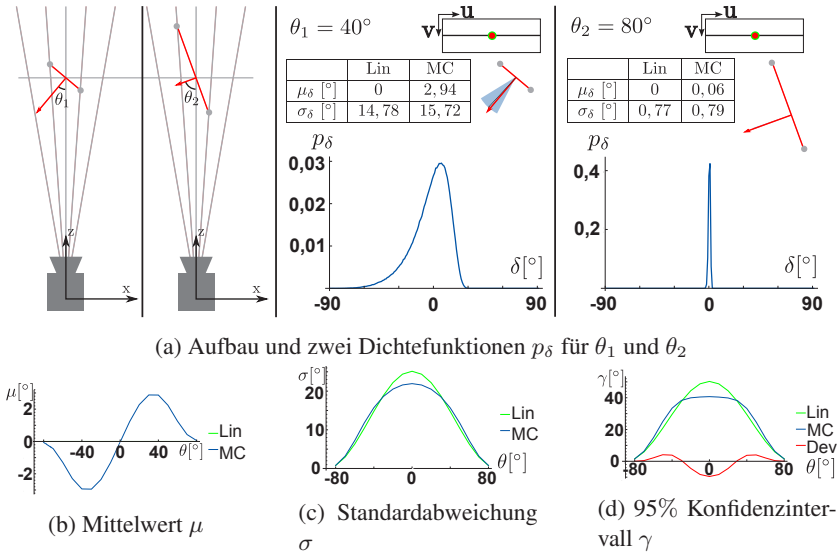 θ₁
z
x
θ₂
z
x
θ₁ = 40°
u
v
Lin MC
μδ [°] 0 2,94
σδ [°] 14,78 15,72
pδ
0,03
0,02
0,01
δ[°]
-90 0 90
θ₂ = 80°
u
v
Lin MC
μδ [°] 0 0,06
σδ [°] 0,77 0,79
pδ
0,4
0,2
δ[°]
-90 0 90
(a) Aufbau und zwei Dichtefunktionen pδ für θ₁ und θ₂
μ[°]
2
0
-2
-40 0 40
θ[°]
Lin
MC
(b) Mittelwert μ
σ[°]
20
10
0
-80 0 80
θ[°]
Lin
MC
(c) Standardabweichung
σ
γ[°]
40
20
0
-80 0 80
θ[°]
Lin
MC
Dev
(d) 95% Konfidenzinter-
vall γ